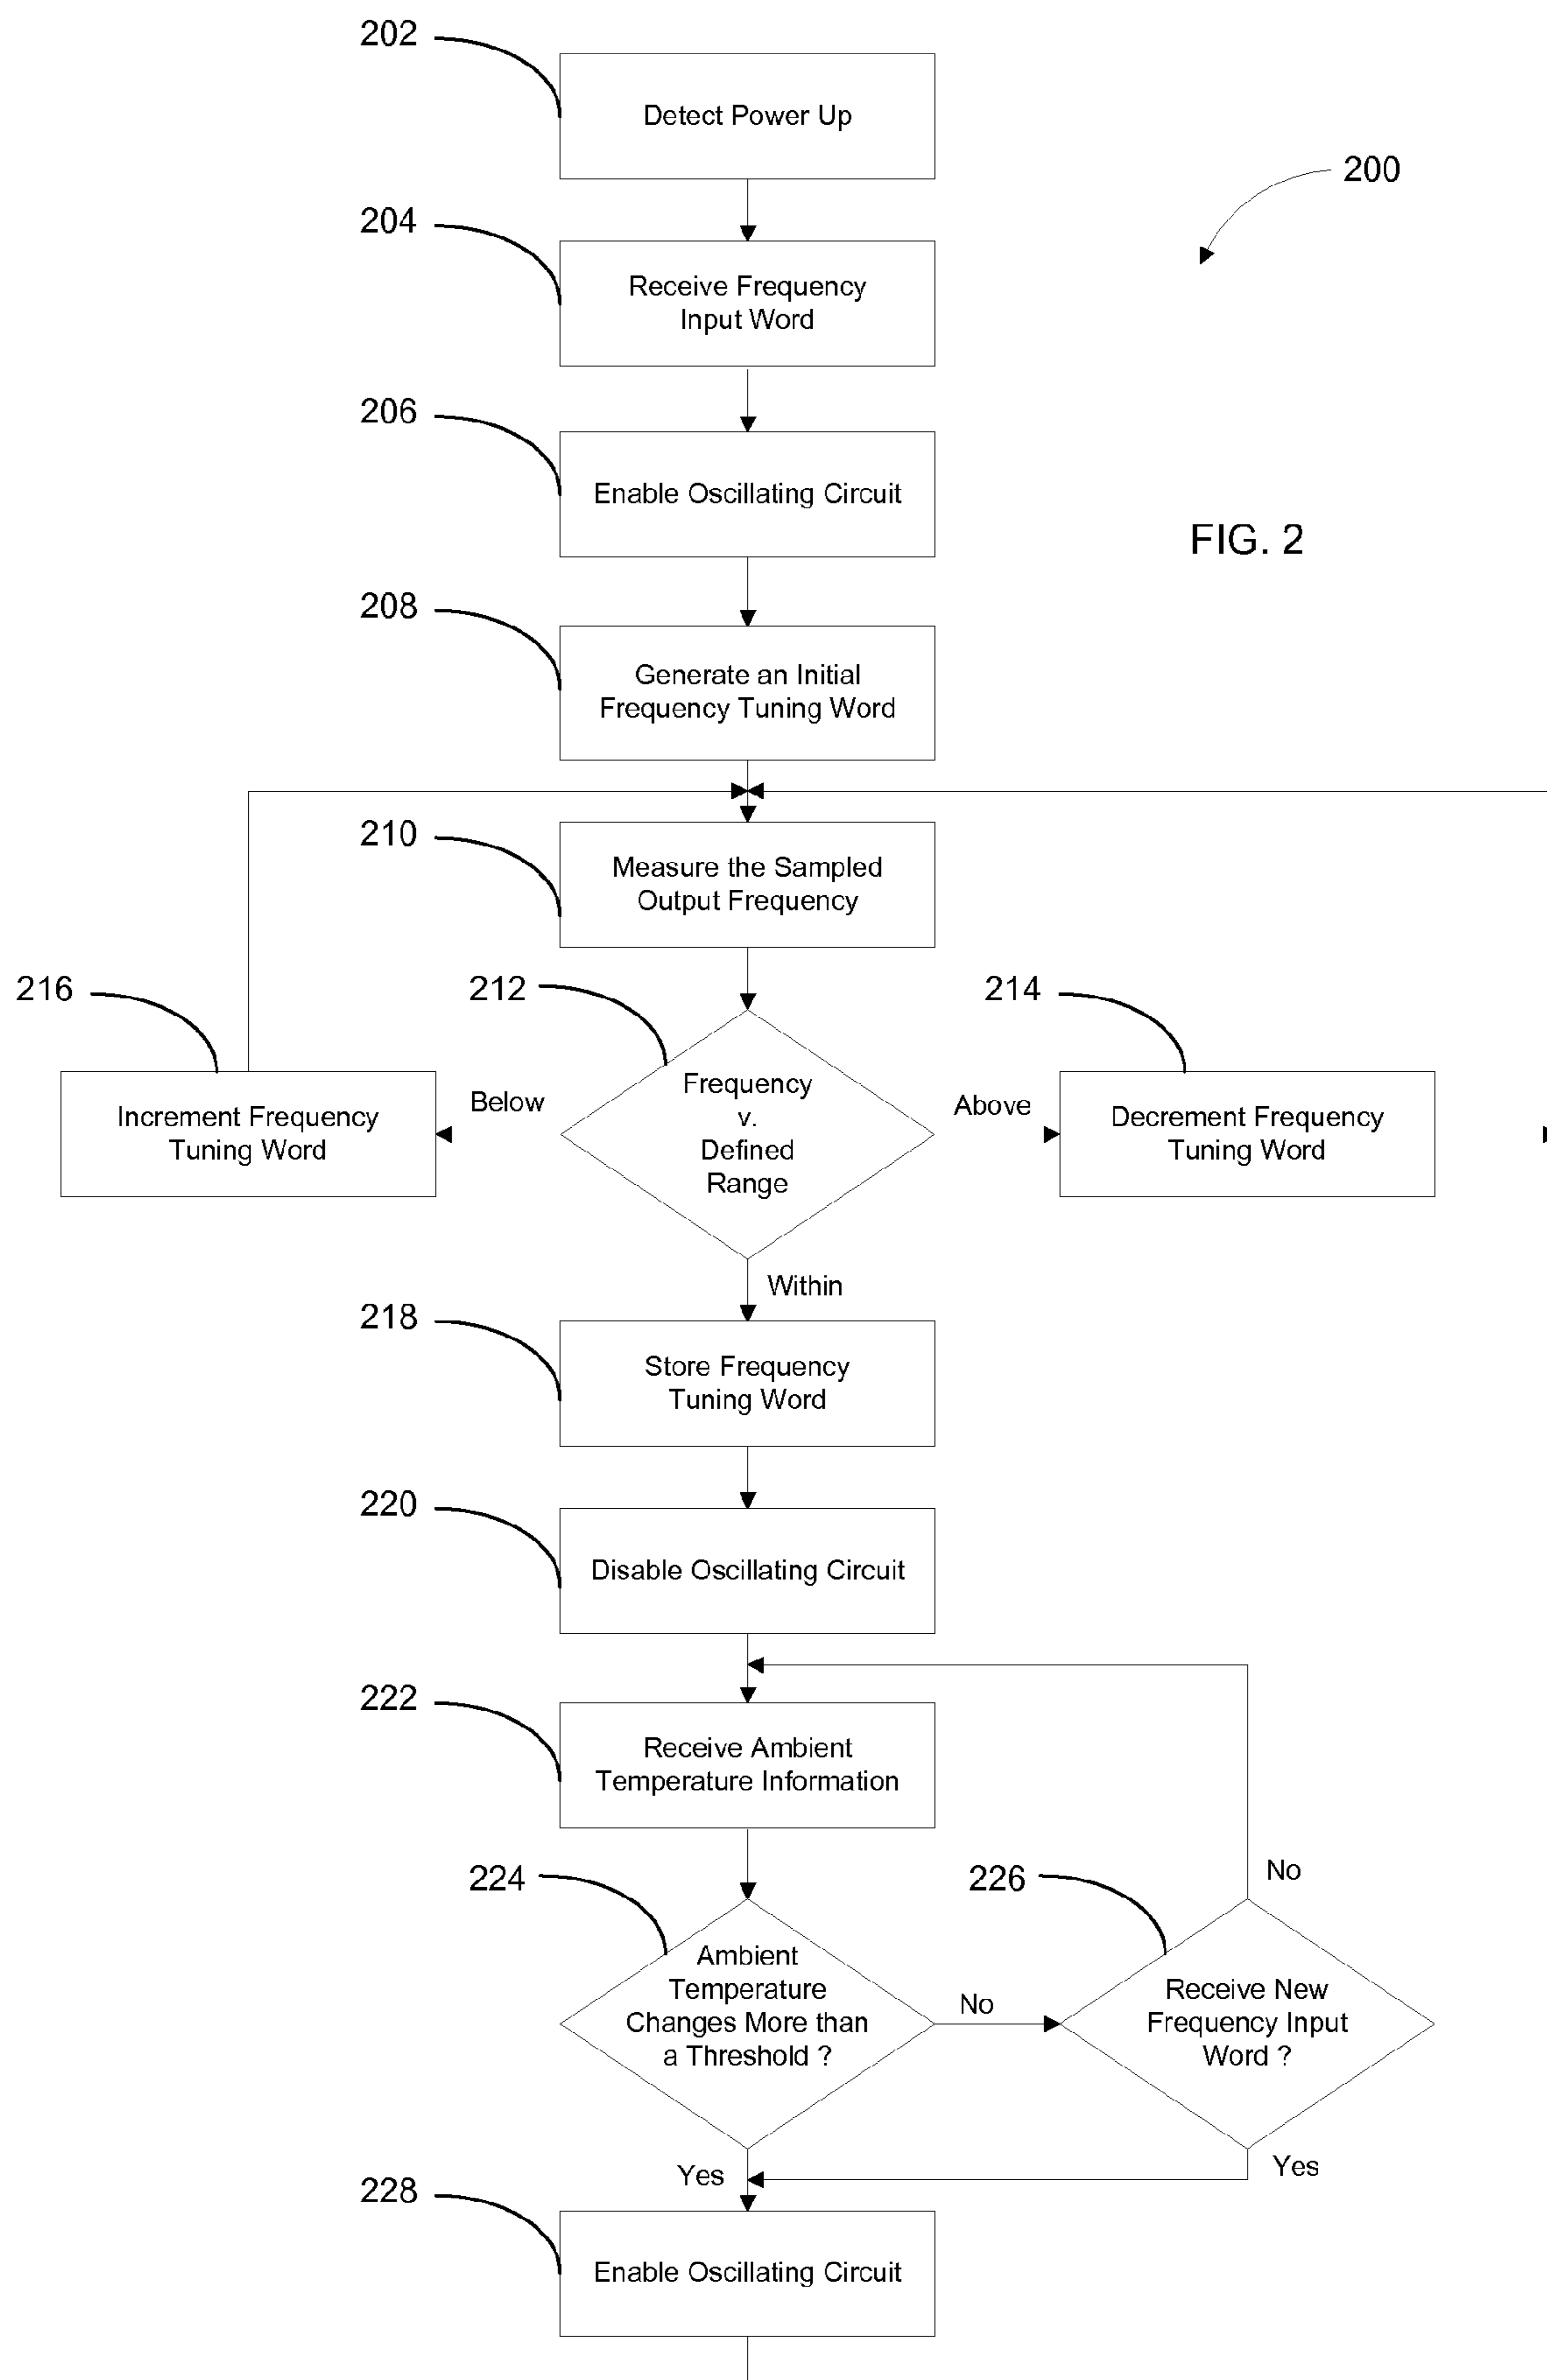 202
Detect Power Up
200
204
Receive Frequency
Input Word
206
Enable Oscillating Circuit
FIG. 2
208
Generate an Initial
Frequency Tuning Word
210
Measure the Sampled
Output Frequency
216
212
214
Increment Frequency
Tuning Word
Below
Frequency
v.
Defined
Range
Above
Decrement Frequency
Tuning Word
Within
218
Store Frequency
Tuning Word
220
Disable Oscillating Circuit
222
Receive Ambient
Temperature Information
224
226
No
Ambient
Temperature
Changes More than
a Threshold ?
No
Receive New
Frequency Input
Word ?
Yes
Yes
228
Enable Oscillating Circuit